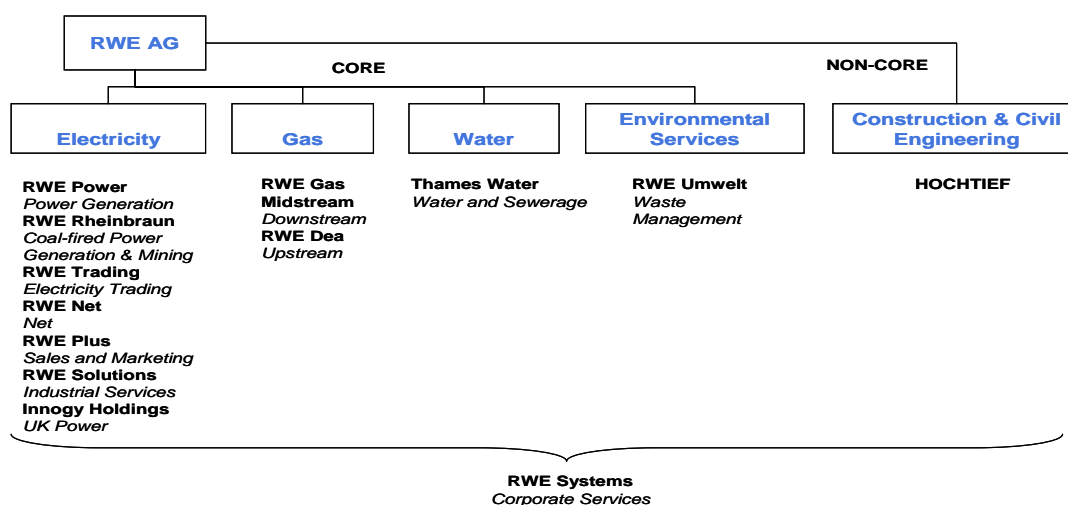 RWE AG
CORE
NON-CORE
Electricity
Gas
Water
Environmental
Services
Construction & Civil
Engineering
RWE Power
Power Generation
RWE Rheinbraun
Coal-fired Power
Generation & Mining
RWE Trading
Electricity Trading
RWE Net
Net
RWE Plus
Sales and Marketing
RWE Solutions
Industrial Services
Innogy Holdings
UK Power
RWE Gas
Midstream
Downstream
RWE Dea
Upstream
Thames Water
Water and Sewerage
RWE Umwelt
Waste
Management
HOCHTIEF
RWE Systems
Corporate Services